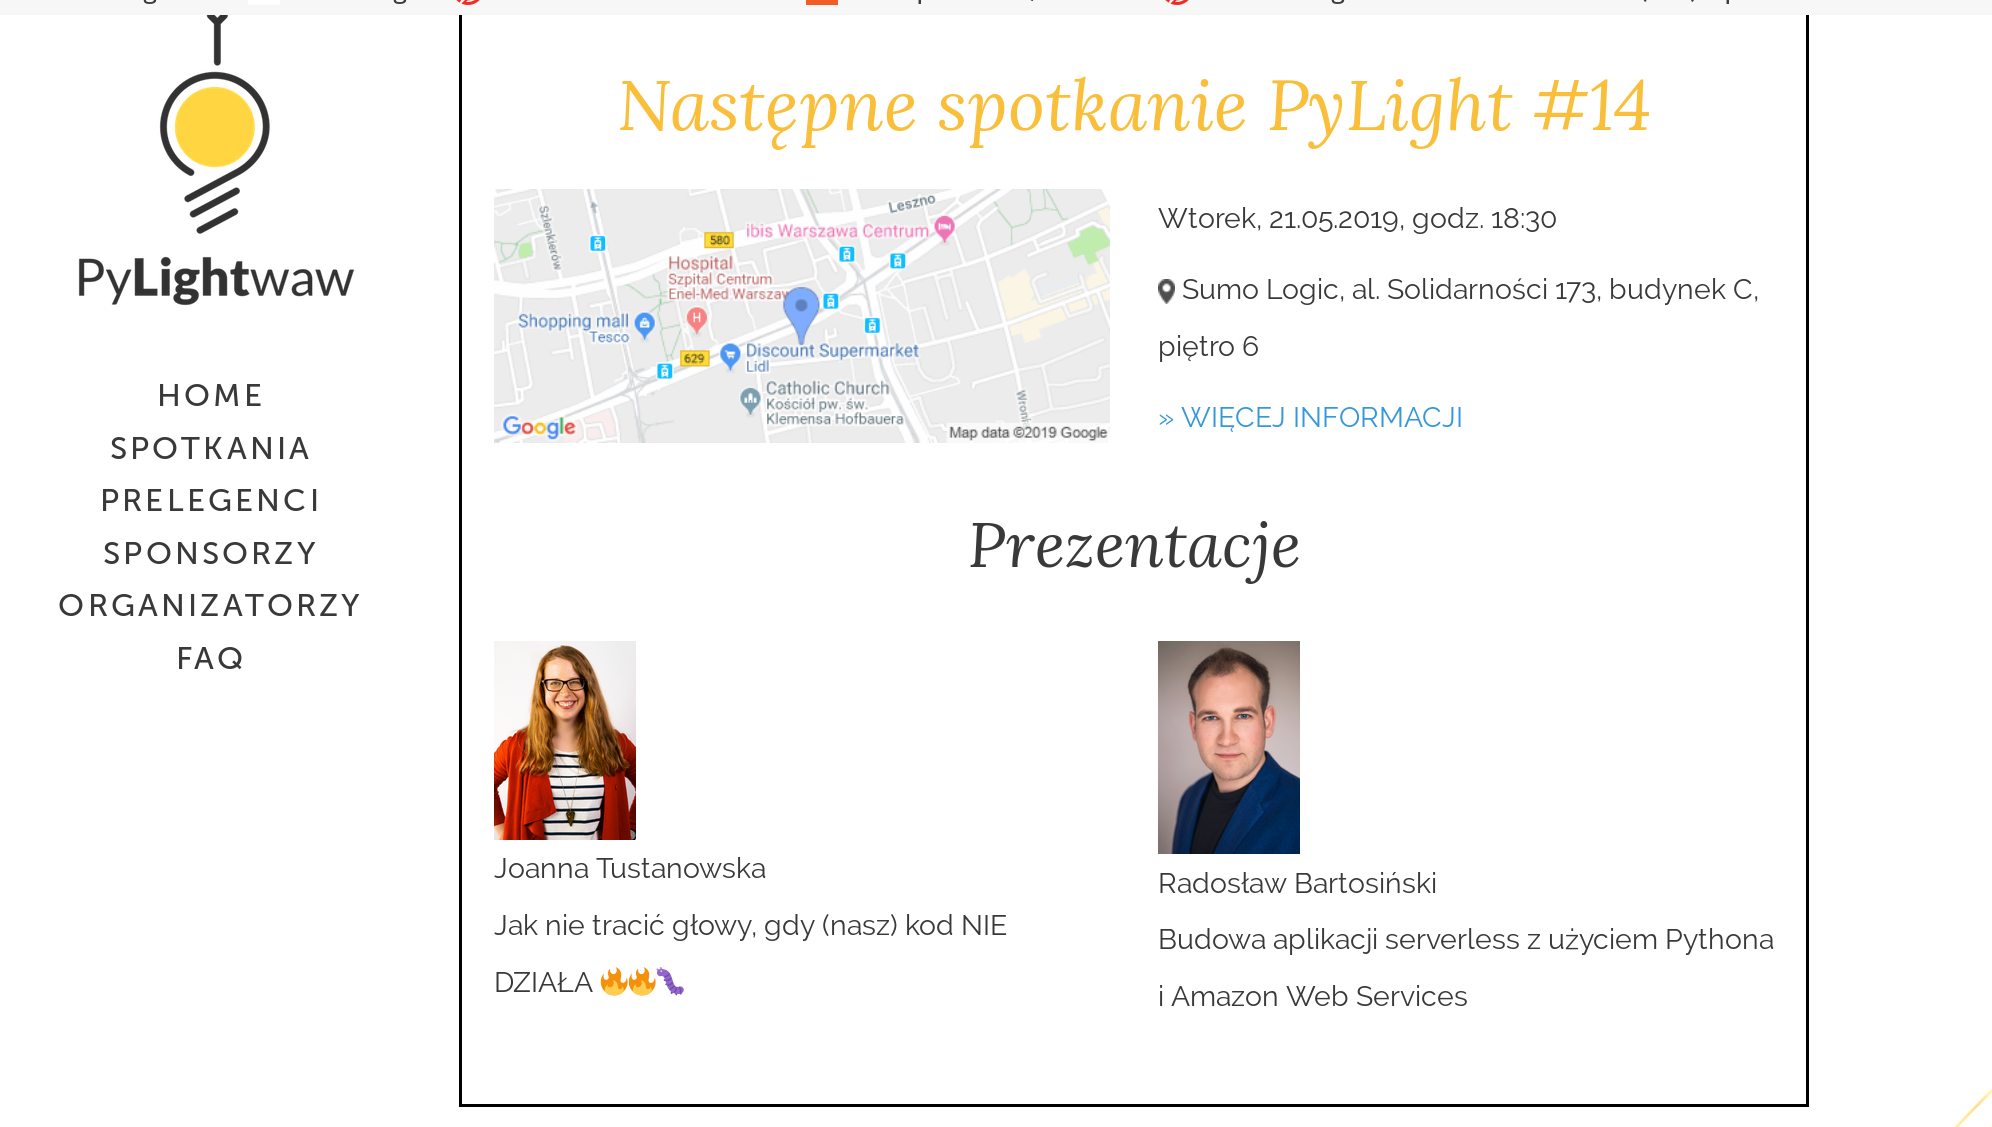 PyLightwaw
HOME
SPOTKANIA
PRELEGENCI
SPONSORZY
ORGANIZATORZY
FAQ
Następne spotkanie PyLight #14
Szlenkierów
Leszno
ibis Warszawa Centrum
580
Hospital
Szpital Centrum
Enel-Med Warszaw
H
Shopping mall
Tesco
629
Discount Supermarket
Lidl
Catholic Church
Kościół pw. św.
Klemensa Hofbauera
Wroni
Google
Map data ©2019 Google
Wtorek, 21.05.2019, godz. 18:30
Sumo Logic, al. Solidarności 173, budynek C,
piętro 6
» WIĘCEJ INFORMACJI
Prezentacje
Joanna Tustanowska
Jak nie tracić głowy, gdy (nasz) kod NIE
DZIAŁA 🔥🔥🐛
Radosław Bartosiński
Budowa aplikacji serverless z użyciem Pythona
i Amazon Web Services